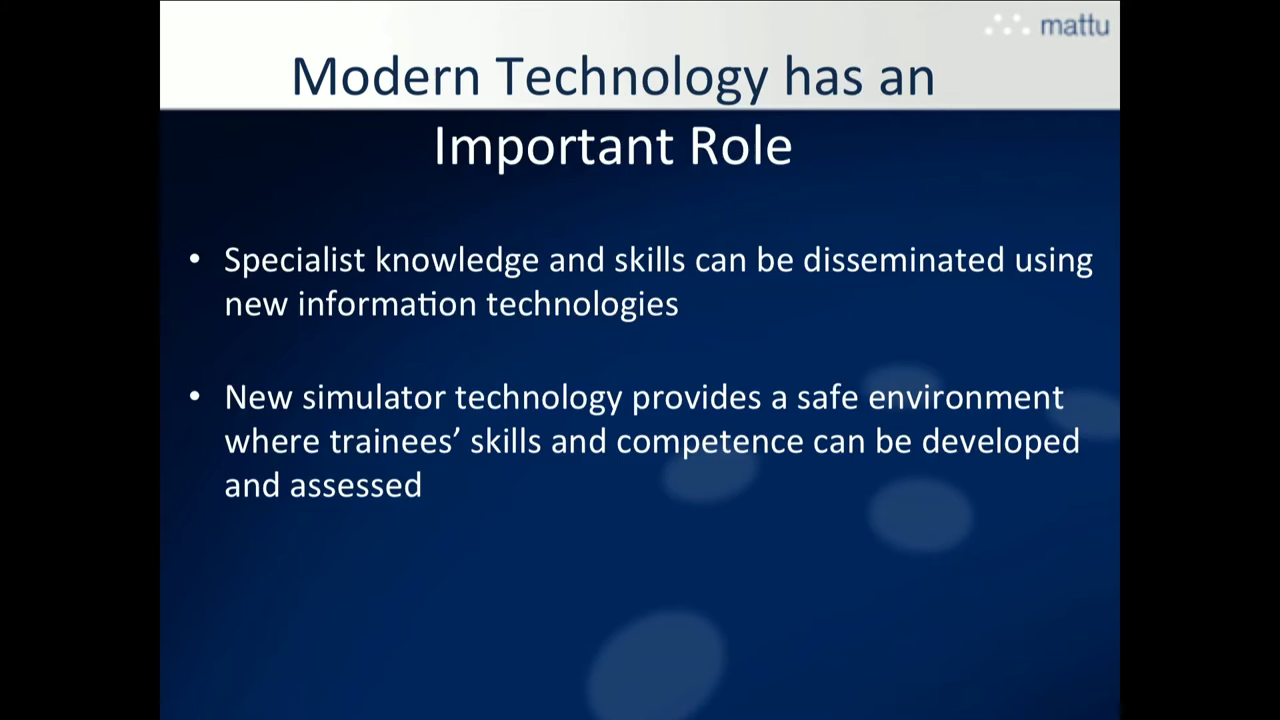 mattu
Modern Technology has an
Important Role
• Specialist knowledge and skills can be disseminated using
new information technologies
• New simulator technology provides a safe environment
where trainees’ skills and competence can be developed
and assessed